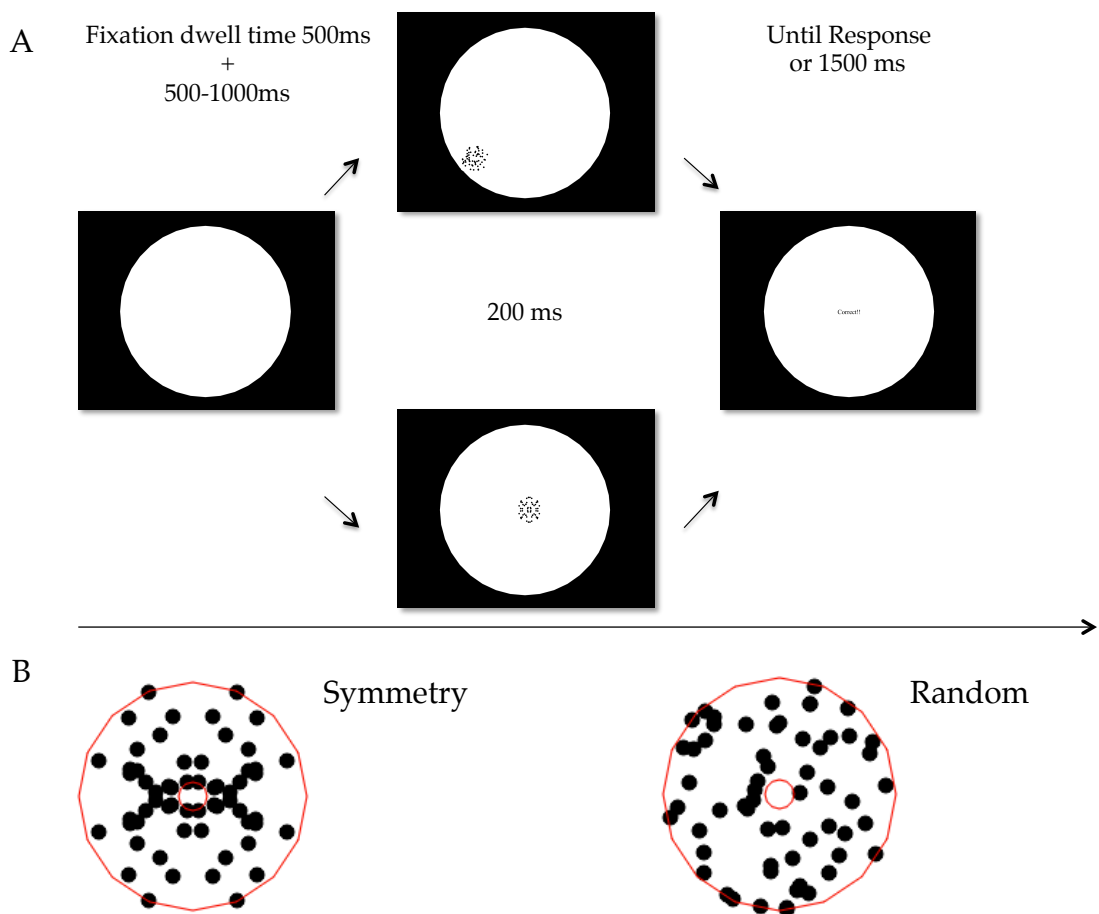 A
Fixation dwell time 500ms
+
500-1000ms
Until Response
or 1500 ms
200 ms
Correct!!
B
Symmetry
Random